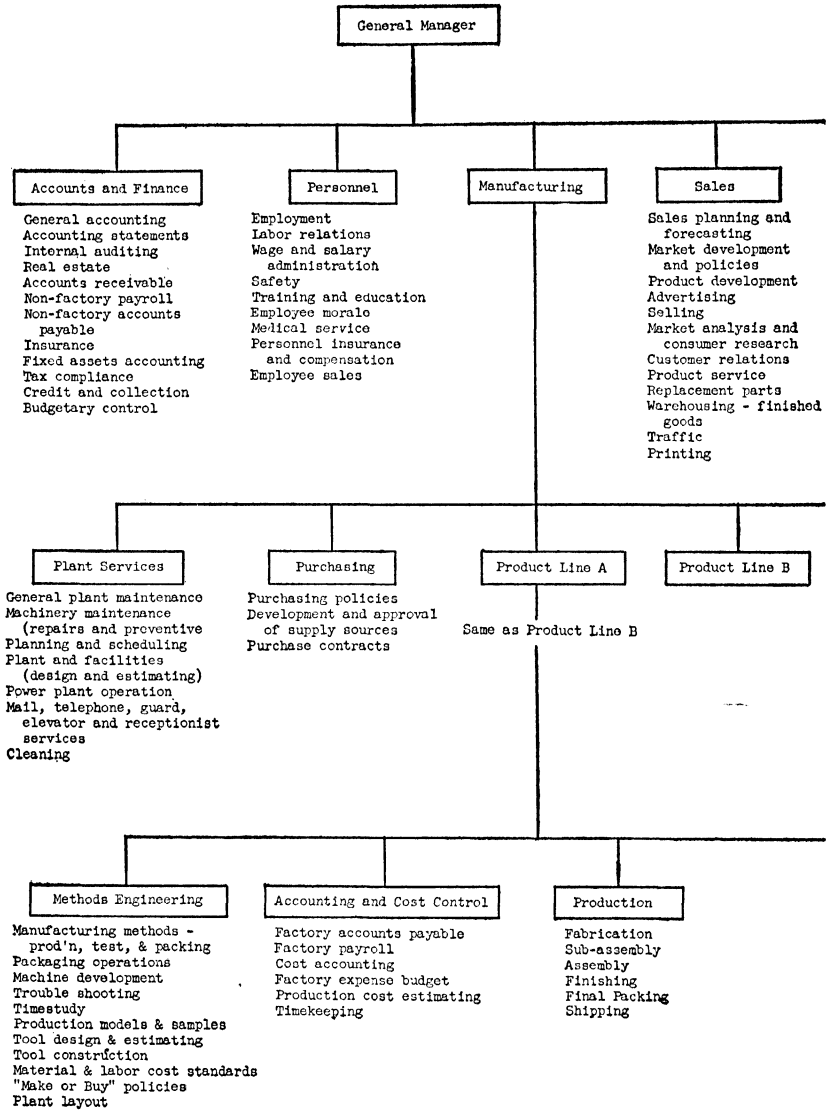 General Manager
Accounts and Finance
General accounting
Accounting statements
Internal auditing
Real estate
Accounts receivable
Non-factory payroll
Non-factory accounts
payable
Insurance
Fixed assets accounting
Tax compliance
Credit and collection
Budgetary control
Personnel
Employment
Labor relations
Wage and salary
administration
Safety
Training and education
Employee morale
Medical service
Personnel insurance
and compensation
Employee sales
Manufacturing
Sales
Sales planning and
forecasting
Market development
and policies
Product development
Advertising
Selling
Market analysis and
consumer research
Customer relations
Product service
Replacement parts
Warehousing - finished
goods
Traffic
Printing
Plant Services
General plant maintenance
Machinery maintenance
(repairs and preventive
Planning and scheduling
Plant and facilities
(design and estimating)
Power plant operation
Mail, telephone, guard,
elevator and receptionist
services
Cleaning
Purchasing
Purchasing policies
Development and approval
of supply sources
Purchase contracts
Product Line A
Same as Product Line B
Product Line B
Methods Engineering
Manufacturing methods -
prod'n, test, & packing
Packaging operations
Machine development
Trouble shooting
Timestudy
Production models & samples
Tool design & estimating
Tool construction
Material & labor cost standards
"Make or Buy" policies
Plant layout
Accounting and Cost Control
Factory accounts payable
Factory payroll
Cost accounting
Factory expense budget
Production cost estimating
Timekeeping
Production
Fabrication
Sub-assembly
Assembly
Finishing
Final Packing
Shipping